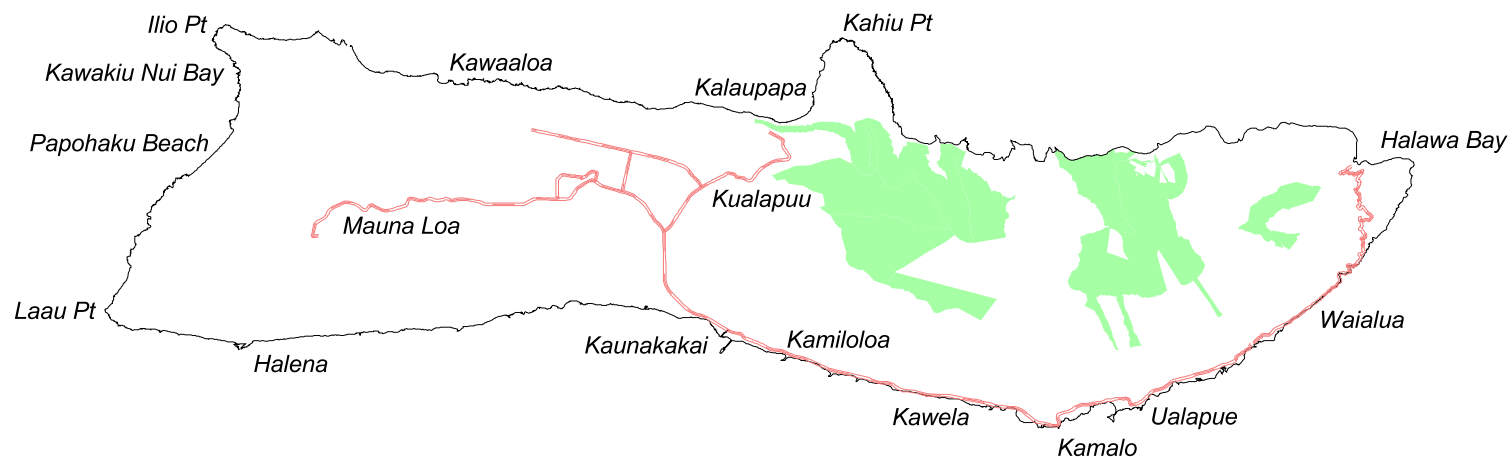 Ilio Pt
Kahiu Pt
Kawakiu Nui Bay
Kawaaloa
Kalaupapa
Papohaku Beach
Halawa Bay
Kualapuu
Mauna Loa
Laau Pt
Waialua
Kamiloloa
Kaunakakai
Halena
Kawela
Ualapue
Kamalo